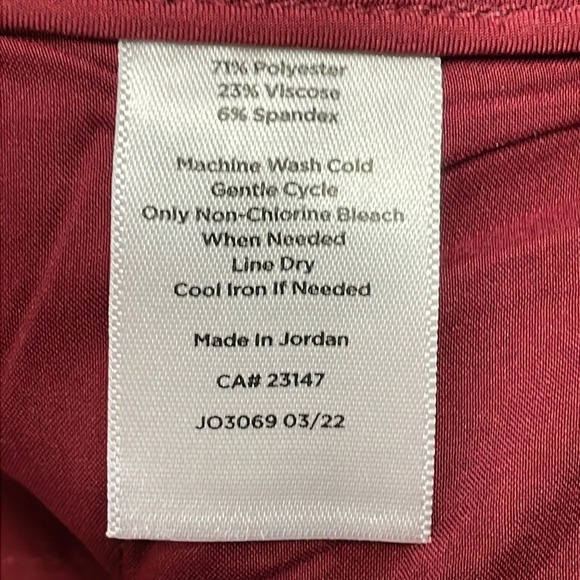 71% Polyester
23% Viscose
6% Spandex
Machine Wash Cold
Gentle Cycle
Only Non-Chlorine Bleach
When Needed
Line Dry
Cool Iron If Needed
Made In Jordan
CA# 23147
JO3069 03/22